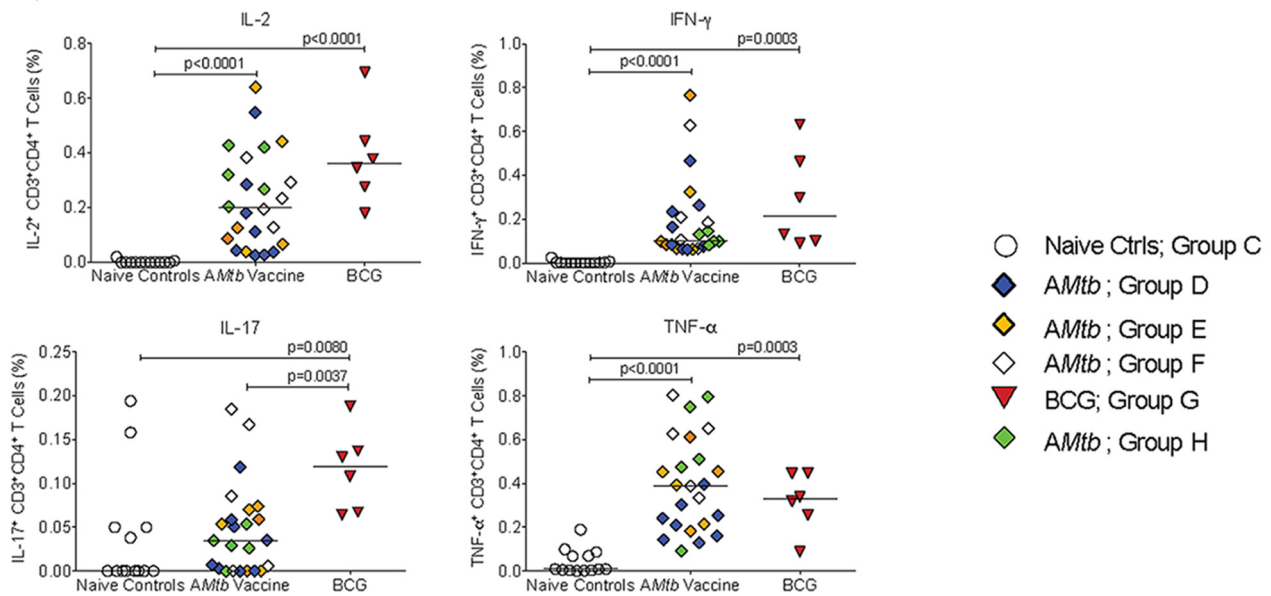 IL-2
p<0.0001
p<0.0001
IL-2⁺ CD3⁺CD4⁺ T Cells (%)
0.8
0.6
0.4
0.2
0.0
Naive Controls AMtb Vaccine BCG
IFN-γ
p=0.0003
p<0.0001
IFN-γ⁺ CD3⁺CD4⁺ T Cells (%)
1.0
0.8
0.6
0.4
0.2
0.0
Naive Controls AMtb Vaccine BCG
IL-17
p=0.0080
p=0.0037
IL-17⁺ CD3⁺CD4⁺ T Cells (%)
0.25
0.20
0.15
0.10
0.05
0.00
Naive Controls AMtb Vaccine BCG
TNF-α
p=0.0003
p<0.0001
TNF-α⁺ CD3⁺CD4⁺ T Cells (%)
1.0
0.8
0.6
0.4
0.2
0.0
Naive Controls AMtb Vaccine BCG
Naive Ctrls; Group C
AMtb ; Group D
AMtb ; Group E
AMtb ; Group F
BCG; Group G
AMtb ; Group H